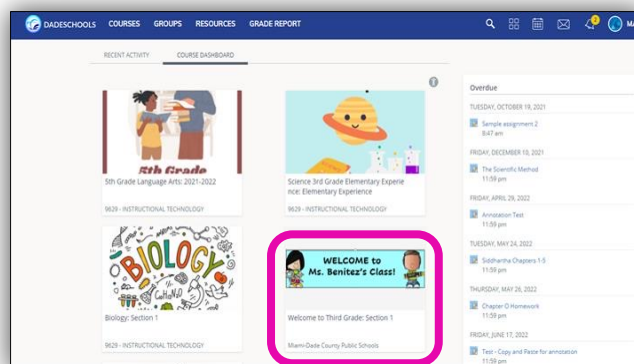 DADESCHOOLS COURSES GROUPS RESOURCES GRADE REPORT 2 MA
RECENT ACTIVITY COURSE DASHBOARD
5th Grade
5th Grade Language Arts: 2021-2022
9629 - INSTRUCTIONAL TECHNOLOGY
Science 3rd Grade Elementary Experie
nce: Elementary Experience
9629 - INSTRUCTIONAL TECHNOLOGY
BIOLOGY
Biology: Section 1
9829 - INSTRUCTIONAL TECHNOLOGY
WELCOME to
Ms. Benitez's Class!
Welcome to Third Grade: Section 1
Miami-Dade County Public Schools
Overdue
TUESDAY, OCTOBER 19, 2021
Sample assignment 2
8:47 am
FRIDAY, DECEMBER 10, 2021
The Scientific Method
11:59 pm
FRIDAY, APRIL 29, 2022
Annotation Test
11:59 pm
TUESDAY, MAY 24, 2022
Siddhartha Chapters 1-5
11:59 pm
THURSDAY, MAY 26, 2022
Chapter O Homework
11:59 pm
FRIDAY, JUNE 17, 2022
Test - Copy and Paste for annotation
11:59 pm